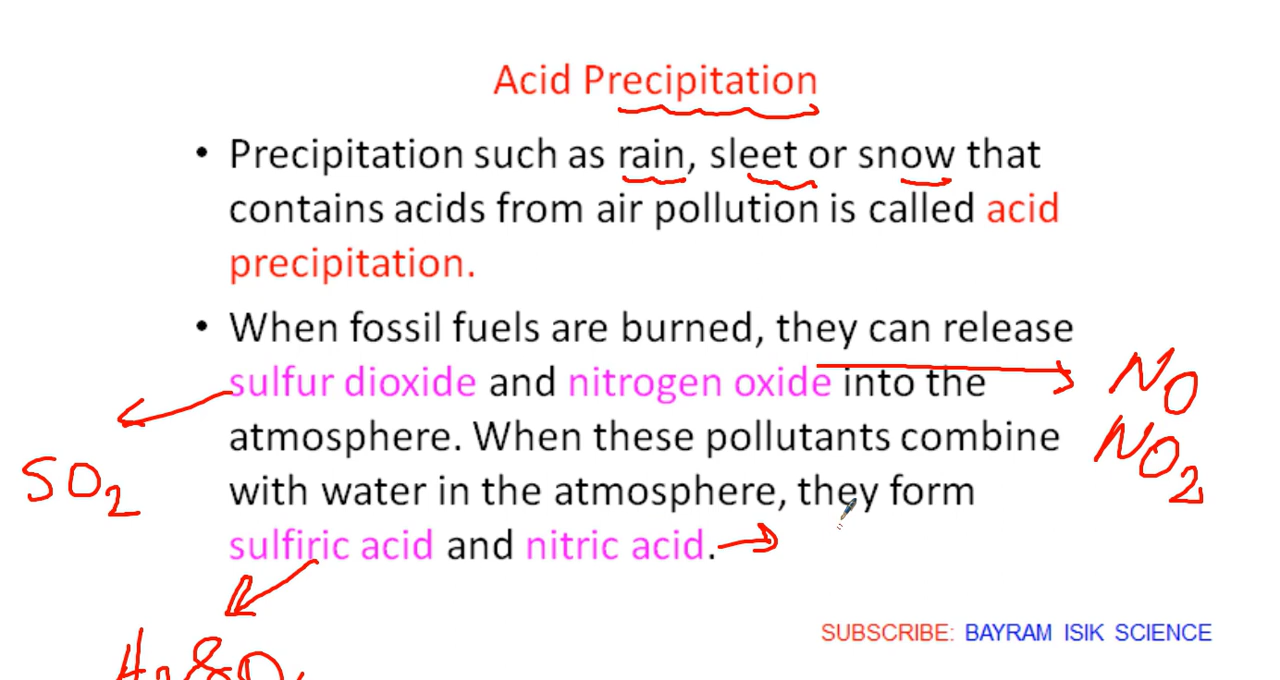 Acid Precipitation
• Precipitation such as rain, sleet or snow that
contains acids from air pollution is called acid
precipitation.
• When fossil fuels are burned, they can release
sulfur dioxide and nitrogen oxide into the
atmosphere. When these pollutants combine
with water in the atmosphere, they form
sulfiric acid and nitric acid.
NO
NO2
SO2
SUBSCRIBE: BAYRAM ISIK SCIENCE